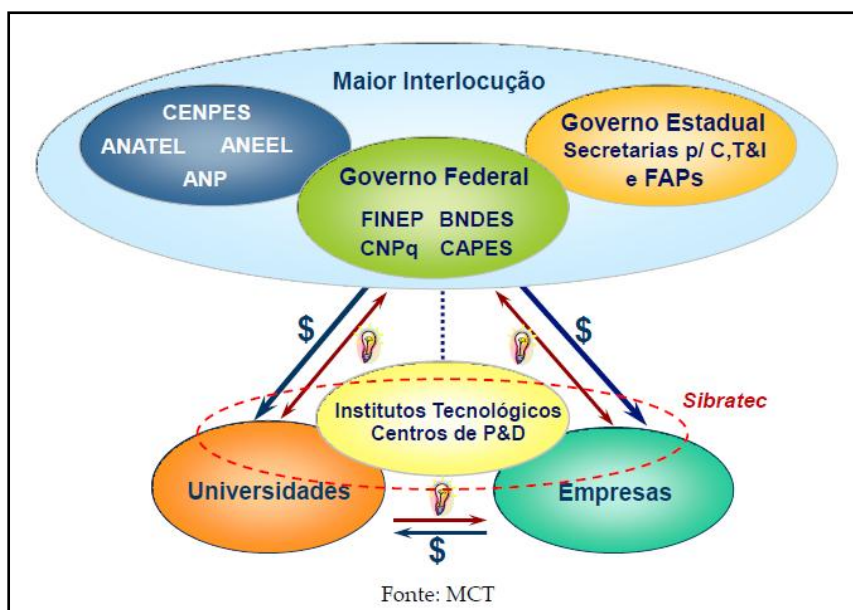 Maior Interlocução
CENPES
ANATEL ANEEL
ANP
Governo Federal
FINEP BNDES
CNPq CAPES
Governo Estadual
Secretarias p/ C,T&I
e FAPs
$
$
Sibratec
Institutos Tecnológicos
Centros de P&D
Universidades
Empresas
$
Fonte: MCT